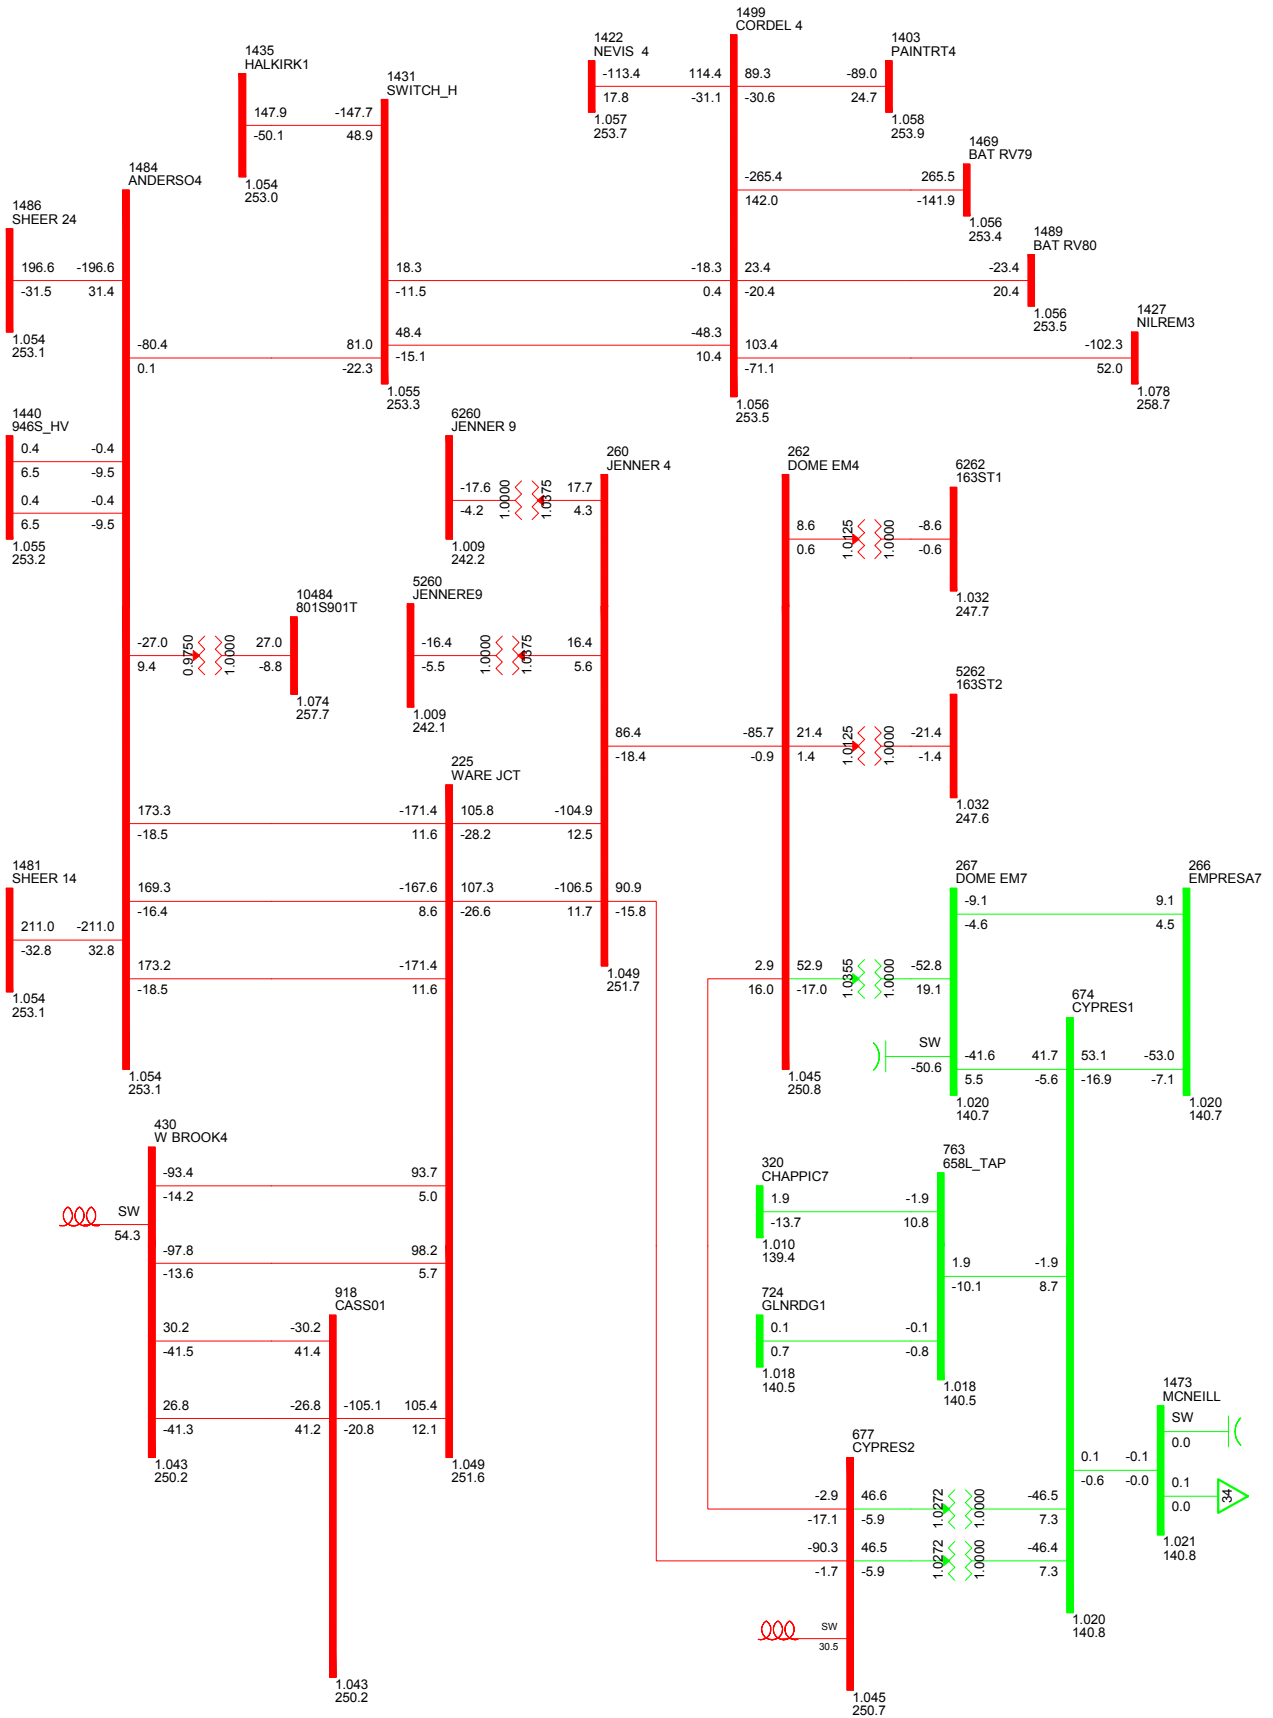 1499
CORDEL 4
1422
NEVIS  4
1403
PAINTRT4
1435
HALKIRK1
1431
SWITCH_H
-113.4 114.4 89.3 -89.0
17.8 -31.1 -30.6 24.7
1.057
253.7
1.058
253.9
147.9 -147.7
-50.1 48.9
1469
BAT RV79
1484
ANDERSO4
1.054
253.0
-265.4 265.5
142.0 -141.9
1486
SHEER 24
1.056
253.4
1489
BAT RV80
196.6 -196.6
-31.5 31.4
18.3 -18.3 23.4 -23.4
-11.5 0.4 -20.4 20.4
1.056
253.5
1427
NILREM3
1.054
253.1
-80.4 81.0
0.1 -22.3
48.4 -48.3
-15.1 10.4
103.4 -102.3
-71.1 52.0
1.055
253.3
1.056
253.5
1.078
258.7
1440
946S_HV
0.4 -0.4
6.5 -9.5
0.4 -0.4
6.5 -9.5
1.055
253.2
6260
JENNER 9
260
JENNER 4
-17.6 1.0000 1.0375 17.7
-4.2 4.3
1.009
242.2
262
DOME EM4
6262
163ST1
8.6 1.0125 1.0000 -8.6
0.6 -0.6
1.032
247.7
10484
801S901T
-27.0 0.9750 1.0000 27.0
9.4 -8.8
1.074
257.7
5260
JENNERE9
-16.4 1.0000 1.0375 16.4
-5.5 5.6
1.009
242.1
5262
163ST2
86.4 -85.7 21.4 1.0125 1.0000 -21.4
-18.4 -0.9 1.4 -1.4
1.032
247.6
225
WARE JCT
173.3 -171.4 105.8 -104.9
-18.5 11.6 -28.2 12.5
1481
SHEER 14
169.3 -167.6 107.3 -106.5 90.9
-16.4 8.6 -26.6 11.7 -15.8
211.0 -211.0
-32.8 32.8
173.2 -171.4
-18.5 11.6
1.054
253.1
1.049
251.7
1.054
253.1
267
DOME EM7
266
EMPRESA7
-9.1 9.1
-4.6 4.5
2.9 52.9 1.0355 1.0000 -52.8
16.0 -17.0 19.1
674
CYPRES1
SW
-50.6
-41.6 41.7 53.1 -53.0
5.5 -5.6 -16.9 -7.1
1.045
250.8
1.020
140.7
1.020
140.7
430
W BROOK4
-93.4 93.7
-14.2 5.0
SW
54.3
-97.8 98.2
-13.6 5.7
320
CHAPPIC7
763
658L_TAP
1.9 -1.9
-13.7 10.8
1.010
139.4
1.9 -1.9
-10.1 8.7
918
CASS01
724
GLNRDG1
30.2 -30.2
-41.5 41.4
0.1 -0.1
0.7 -0.8
1.018
140.5
1.018
140.5
26.8 -26.8 -105.1 105.4
-41.3 41.2 -20.8 12.1
1.043
250.2
1.049
251.6
1473
MCNEILL
SW
0.0
677
CYPRES2
0.1 -0.1
-0.6 -0.0
0.1
0.0
34
-2.9 46.6 1.0272 1.0000 -46.5
-17.1 -5.9 7.3
-90.3 46.5 1.0272 1.0000 -46.4
-1.7 -5.9 7.3
1.021
140.8
SW
30.5
1.020
140.8
1.043
250.2
1.045
250.7